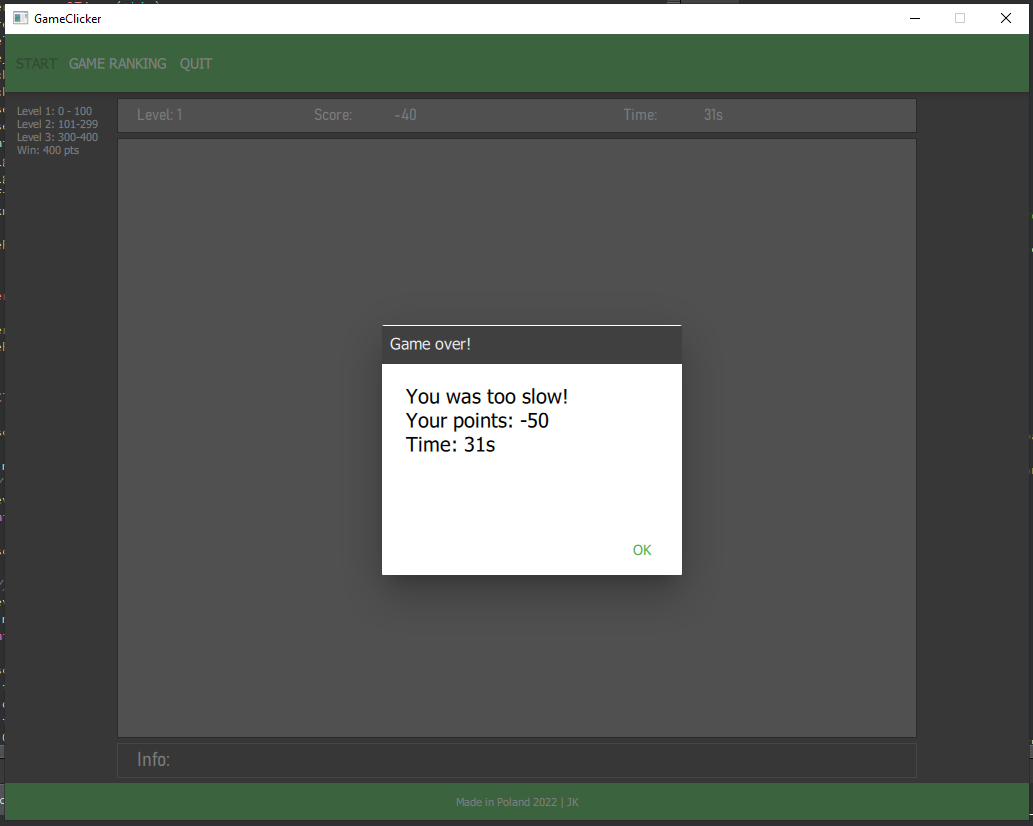 GameClicker
START GAME RANKING QUIT
Level 1: 0 - 100
Level 2: 101-299
Level 3: 300-400
Win: 400 pts
Level: 1 Score: -40 Time: 31s
Game over!
You was too slow!
Your points: -50
Time: 31s
OK
Info:
Made in Poland 2022 | JK